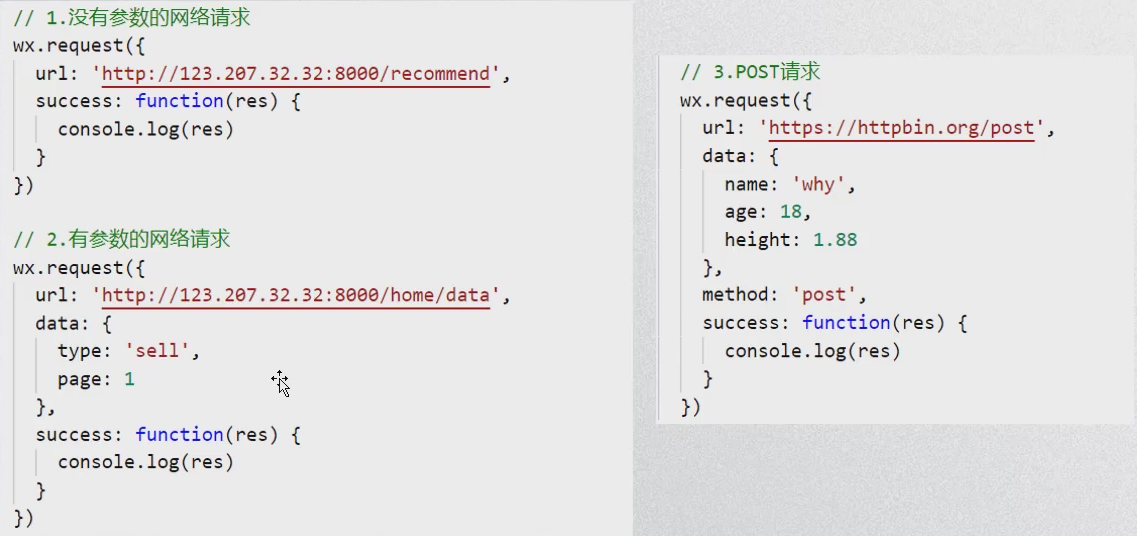 // 1.没有参数的网络请求
wx.request({
  url: 'http://123.207.32.32:8000/recommend',
  success: function(res) {
    console.log(res)
  }
})
// 2.有参数的网络请求
wx.request({
  url: 'http://123.207.32.32:8000/home/data',
  data: {
    type: 'sell',
    page: 1
  },
  success: function(res) {
    console.log(res)
  }
})
// 3.POST请求
wx.request({
  url: 'https://httpbin.org/post',
  data: {
    name: 'why',
    age: 18,
    height: 1.88
  },
  method: 'post',
  success: function(res) {
    console.log(res)
  }
})